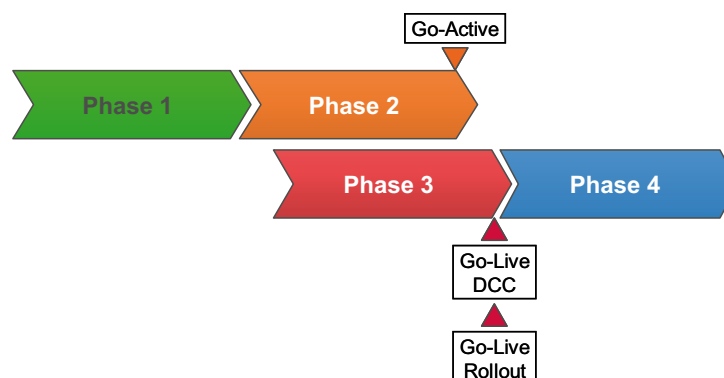 Go-Active
Phase 1
Phase 2
Phase 3
Phase 4
Go-Live
DCC
Go-Live
Rollout